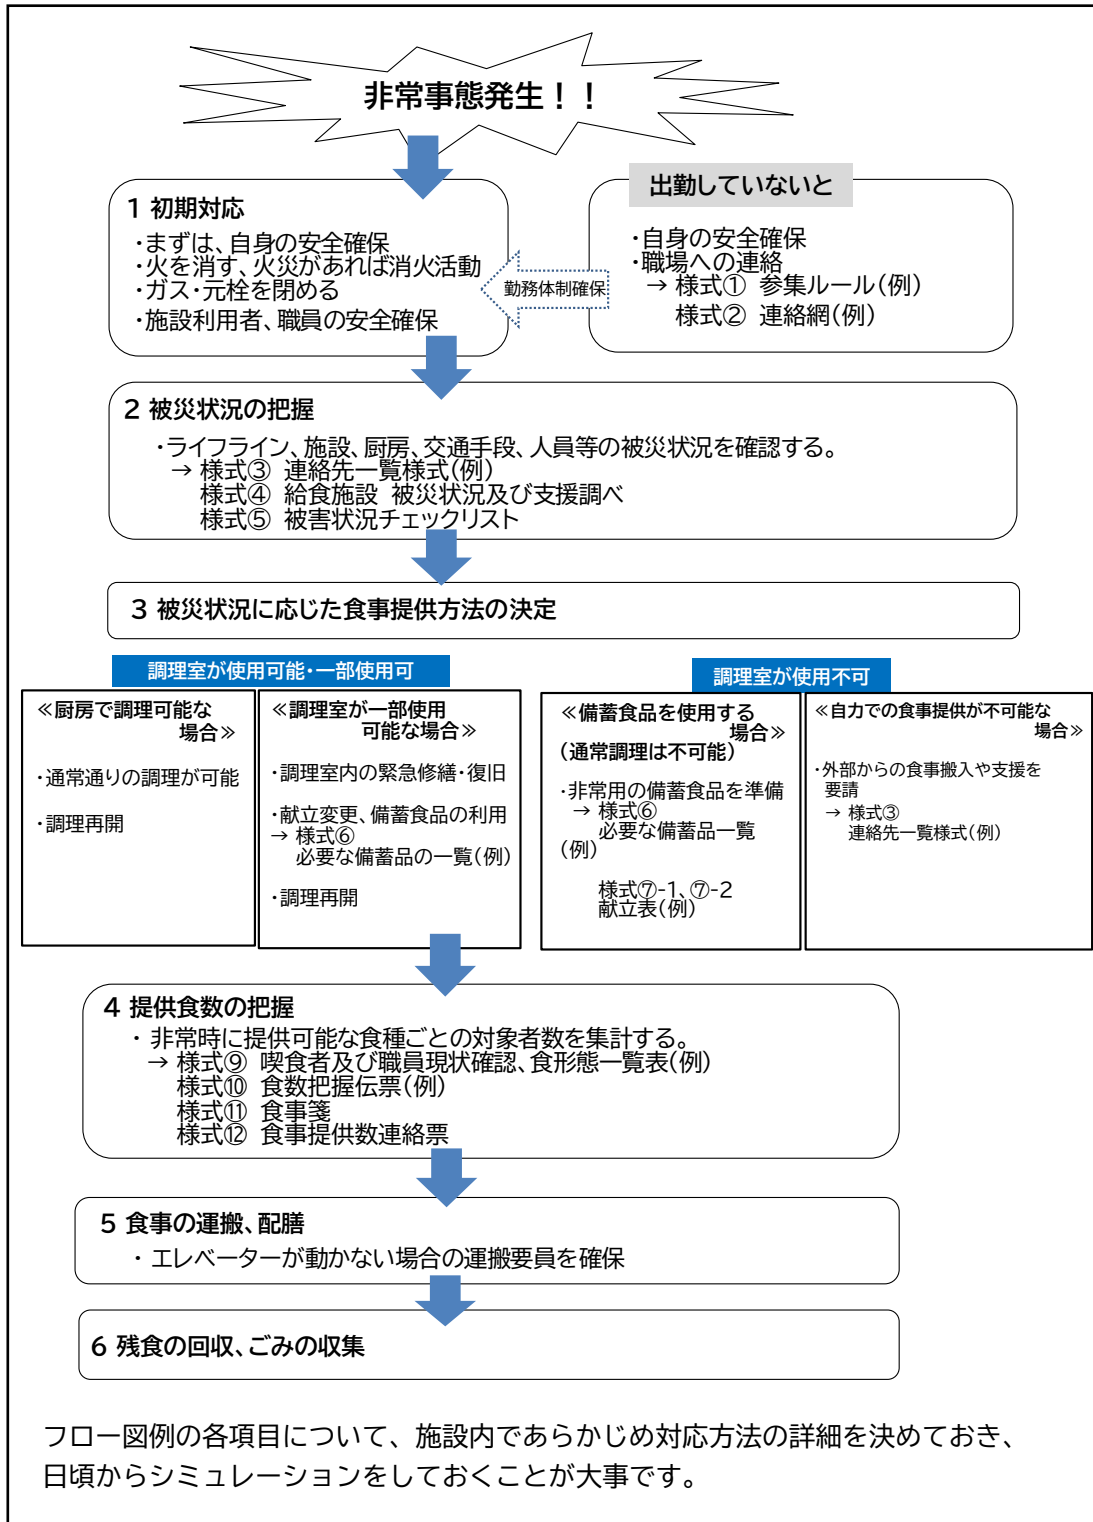 非常事態発生！！
1 初期対応
・まずは、自身の安全確保
・火を消す、火災があれば消火活動
・ガス・元栓を閉める
・施設利用者、職員の安全確保
勤務体制確保
出勤していないと
・自身の安全確保
・職場への連絡
→ 様式① 参集ルール(例)
様式② 連絡網(例)
2 被災状況の把握
・ライフライン、施設、厨房、交通手段、人員等の被災状況を確認する。
→ 様式③ 連絡先一覧様式(例)
様式④ 給食施設 被災状況及び支援調べ
様式⑤ 被害状況チェックリスト
3 被災状況に応じた食事提供方法の決定
調理室が使用可能・一部使用可
≪厨房で調理可能な
場合≫
・通常通りの調理が可能
・調理再開
≪調理室が一部使用
可能な場合≫
・調理室内の緊急修繕・復旧
・献立変更、備蓄食品の利用
→ 様式⑥
必要な備蓄品の一覧(例)
・調理再開
調理室が使用不可
≪備蓄食品を使用する
場合≫
(通常調理は不可能)
・非常用の備蓄食品を準備
→ 様式⑥
必要な備蓄品一覧
(例)
様式⑦-1、⑦-2
献立表(例)
≪自力での食事提供が不可能な
場合≫
・外部からの食事搬入や支援を
要請
→ 様式③
連絡先一覧様式(例)
4 提供食数の把握
・ 非常時に提供可能な食種ごとの対象者数を集計する。
→ 様式⑨ 喫食者及び職員現状確認、食形態一覧表(例)
様式⑩ 食数把握伝票(例)
様式⑪ 食事箋
様式⑫ 食事提供数連絡票
5 食事の運搬、配膳
・ エレベーターが動かない場合の運搬要員を確保
6 残食の回収、ごみの収集
フロー図例の各項目について、施設内であらかじめ対応方法の詳細を決めておき、
日頃からシミュレーションをしておくことが大事です。